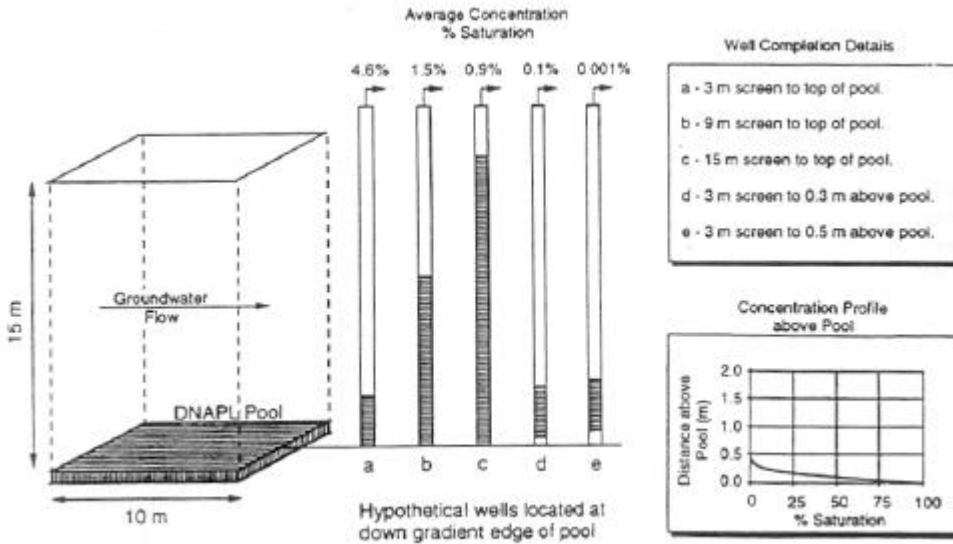 Average Concentration
% Saturation
4.6% 1.5% 0.9% 0.1% 0.001%
15 m
Groundwater
Flow
DNAPL Pool
10 m
a b c d e
Hypothetical wells located at
down gradient edge of pool
Well Completion Details
a - 3 m screen to top of pool.
b - 9 m screen to top of pool.
c - 15 m screen to top of pool.
d - 3 m screen to 0.3 m above pool.
e - 3 m screen to 0.5 m above pool.
Concentration Profile
above Pool
Distance above
Pool (m)
2.0
1.5
1.0
0.5
0.0
0 25 50 75 100
% Saturation